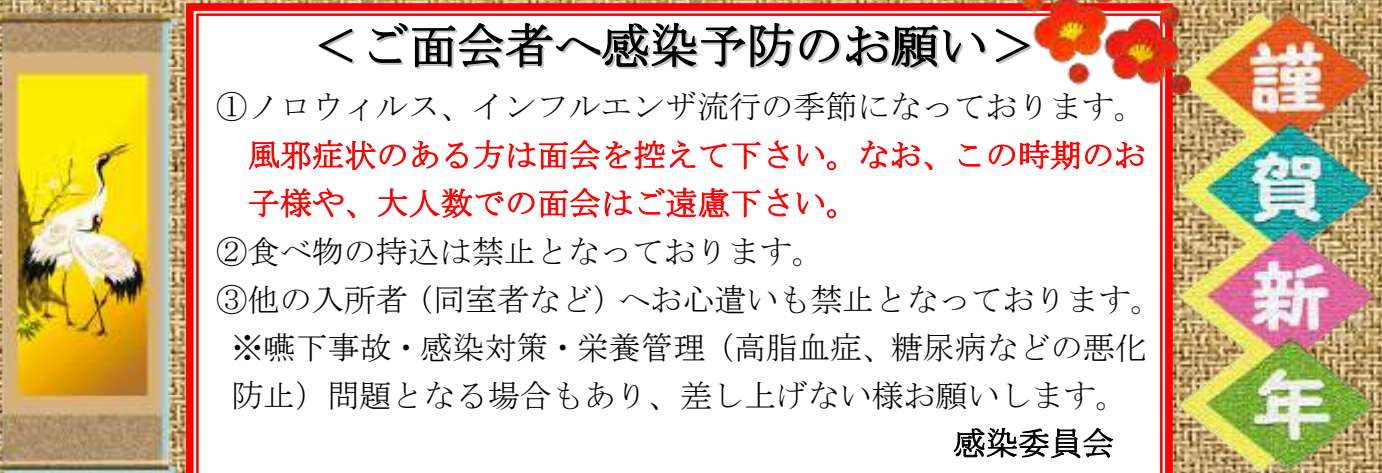 ＜ご面会者へ感染予防のお願い＞
①ノロウィルス、インフルエンザ流行の季節になっております。
風邪症状のある方は面会を控えて下さい。なお、この時期のお
子様や、大人数での面会はご遠慮下さい。
②食べ物の持込は禁止となっております。
③他の入所者（同室者など）へお心遣いも禁止となっております。
※嚥下事故・感染対策・栄養管理（高脂血症、糖尿病などの悪化
防止）問題となる場合もあり、差し上げない様お願いします。
感染委員会
謹賀新年